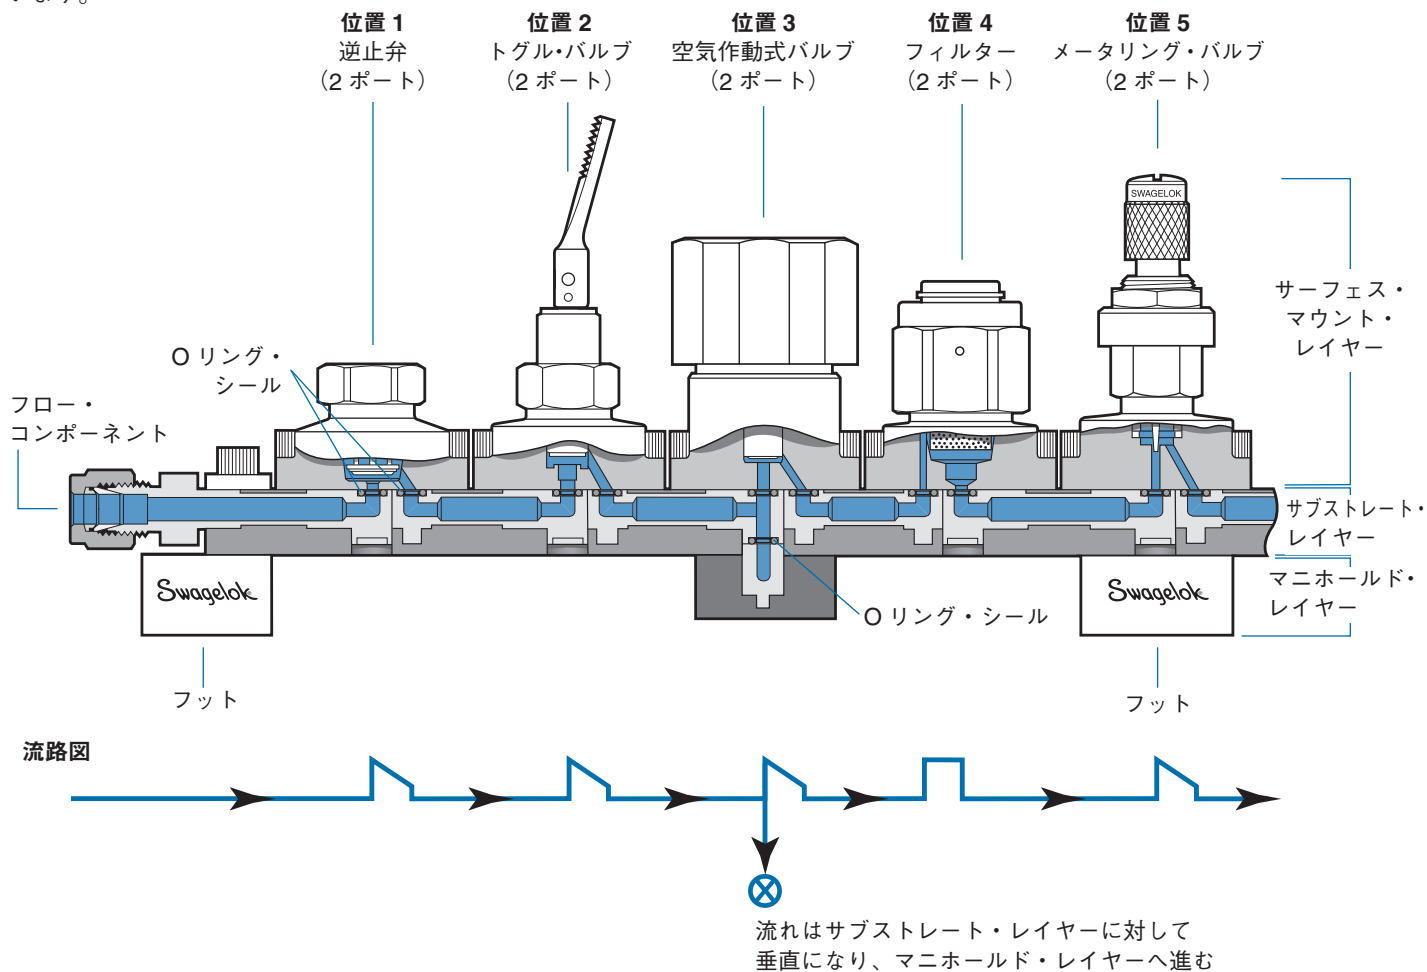 位置 1
逆止弁
（2 ポート）
位置 2
トグル・バルブ
（2 ポート）
位置 3
空気作動式バルブ
（2 ポート）
位置 4
フィルター
（2 ポート）
位置 5
メータリング・バルブ
（2 ポート）
SWAGELOK
サーフェス・
マウント・
レイヤー
O リング・
シール
フロー・
コンポーネント
サブストレート・
レイヤー
マニホールド・
レイヤー
Swagelok
Swagelok
O リング・シール
フット
フット
流路図
流れはサブストレート・レイヤーに対して
垂直になり、マニホールド・レイヤーへ進む